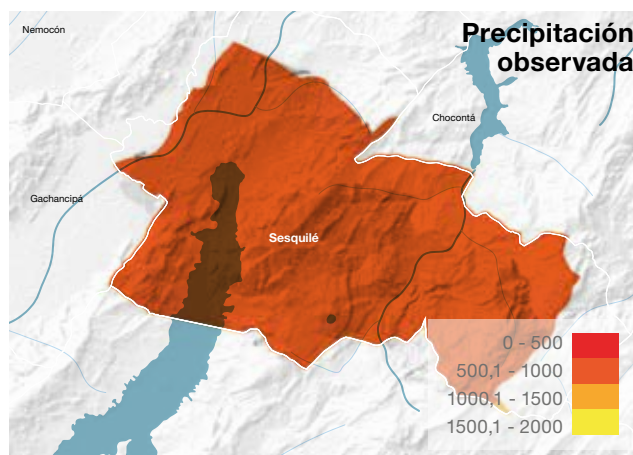 Precipitación
observada
Nemocón
Chocontá
Gachancipá
Sesquilé
0 - 500
500,1 - 1000
1000,1 - 1500
1500,1 - 2000